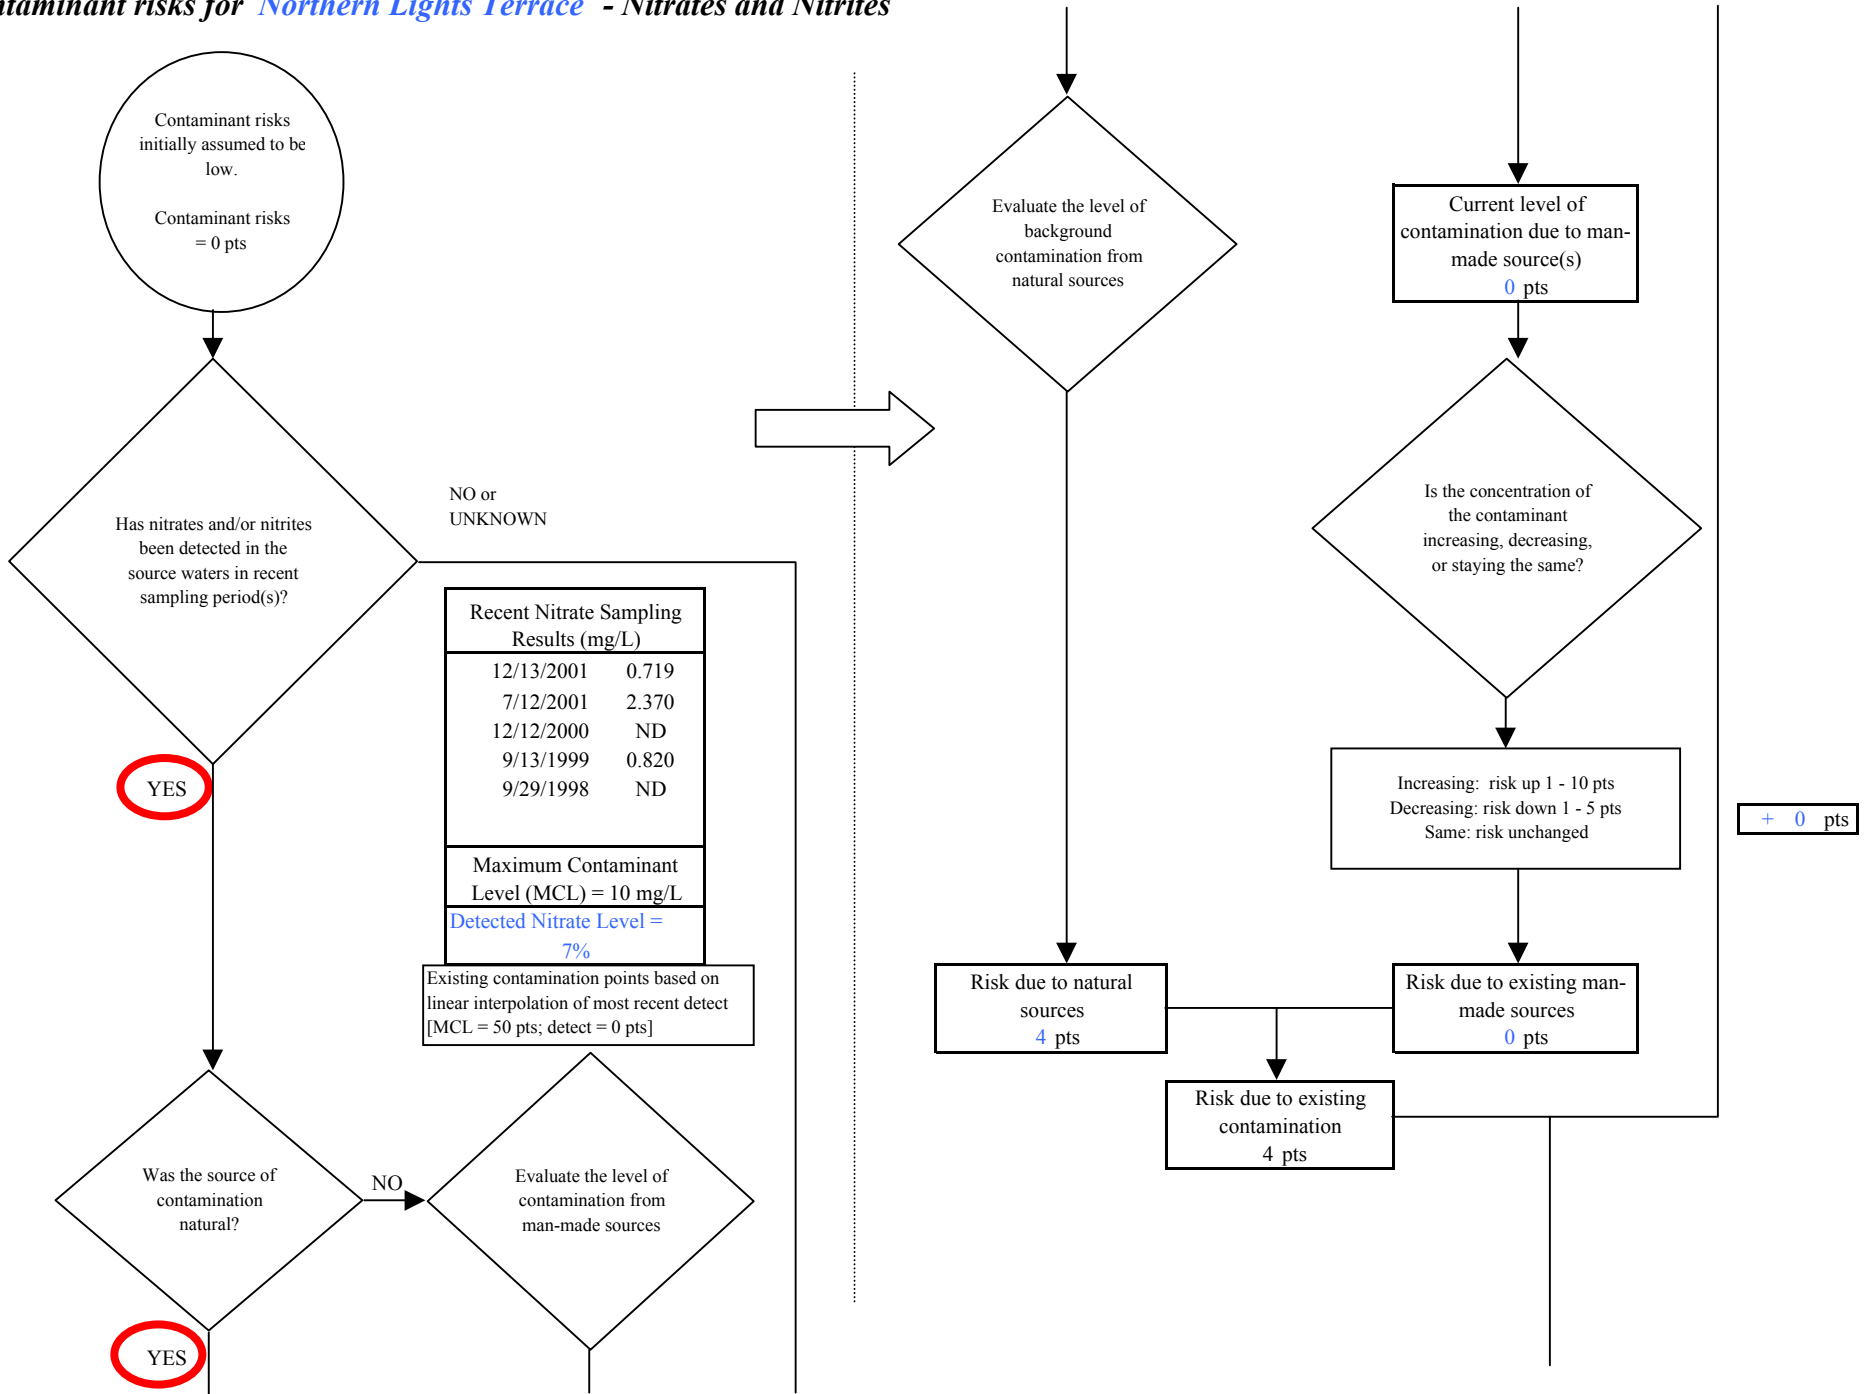 ntaminant risks for Northern Lights Terrace - Nitrates and Nitrites
Contaminant risks
initially assumed to be
low.
Contaminant risks
= 0 pts
Has nitrates and/or nitrites
been detected in the
source waters in recent
sampling period(s)?
NO or
UNKNOWN
YES
Recent Nitrate Sampling
Results (mg/L)
12/13/2001 0.719
7/12/2001 2.370
12/12/2000 ND
9/13/1999 0.820
9/29/1998 ND
Maximum Contaminant
Level (MCL) = 10 mg/L
Detected Nitrate Level =
7%
Existing contamination points based on
linear interpolation of most recent detect
[MCL = 50 pts; detect = 0 pts]
Was the source of
contamination
natural?
NO
Evaluate the level of
contamination from
man-made sources
YES
Evaluate the level of
background
contamination from
natural sources
Current level of
contamination due to man-
made source(s)
0 pts
Is the concentration of
the contaminant
increasing, decreasing,
or staying the same?
Increasing: risk up 1 - 10 pts
Decreasing: risk down 1 - 5 pts
Same: risk unchanged
+ 0 pts
Risk due to natural
sources
4 pts
Risk due to existing man-
made sources
0 pts
Risk due to existing
contamination
4 pts